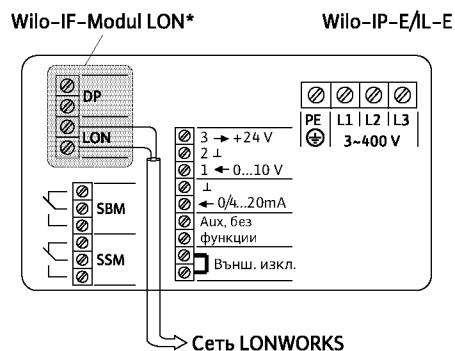 Wilo-IF-Modul LON*
Wilo-IP-E/IL-E
DP
LON
PE L1 L2 L3
3~400 V
3 → +24 V
2 ⊥
1 ← 0...10 V
⊥
← 0/4...20mA
Aux, без
функции
Външ. изкл.
SBM
SSM
Сеть LONWORKS